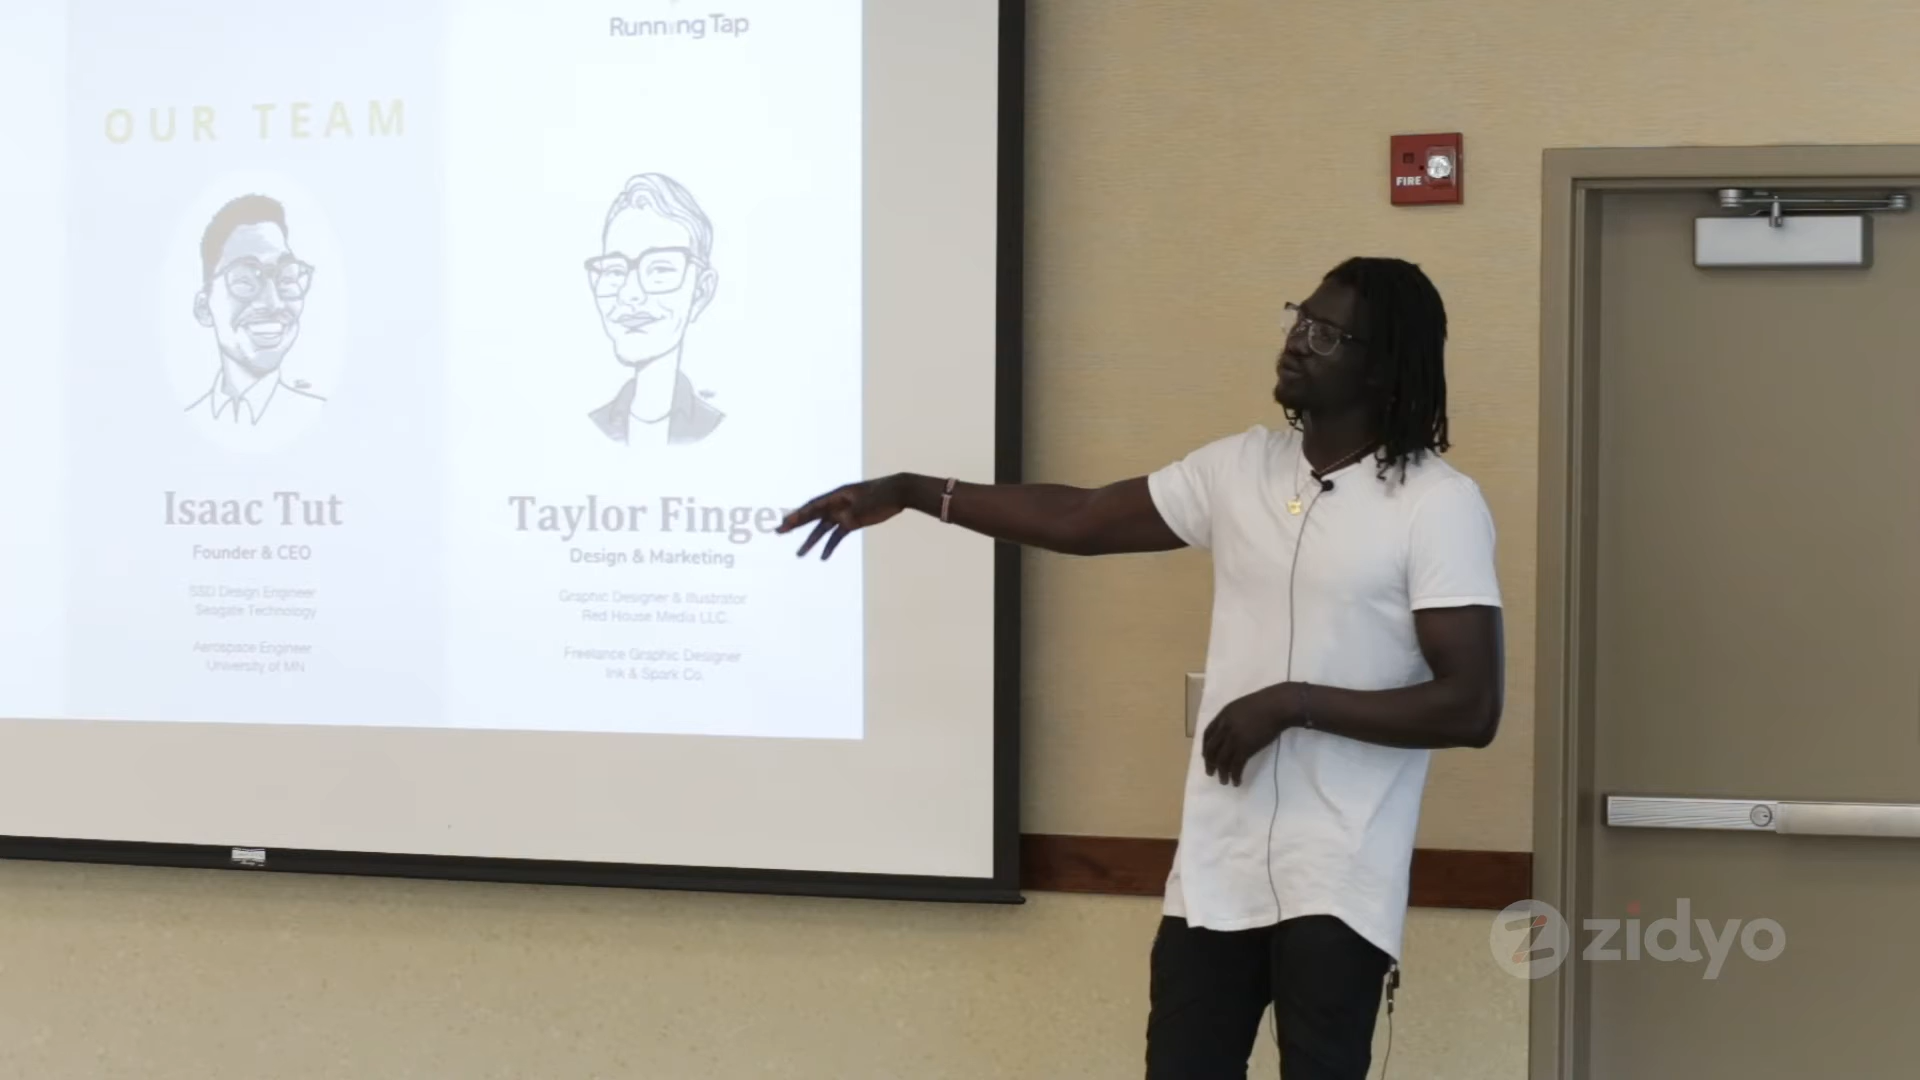 Running Tap
OUR TEAM
Isaac Tut
Founder & CEO
SSD Design Engineer
Seagate Technology
Aerospace Engineer
University of MN
Taylor Finger
Design & Marketing
Graphic Designer & Illustrator
Red House Media LLC.
Freelance Graphic Designer
Ink & Spark Co.
FIRE
zidyo